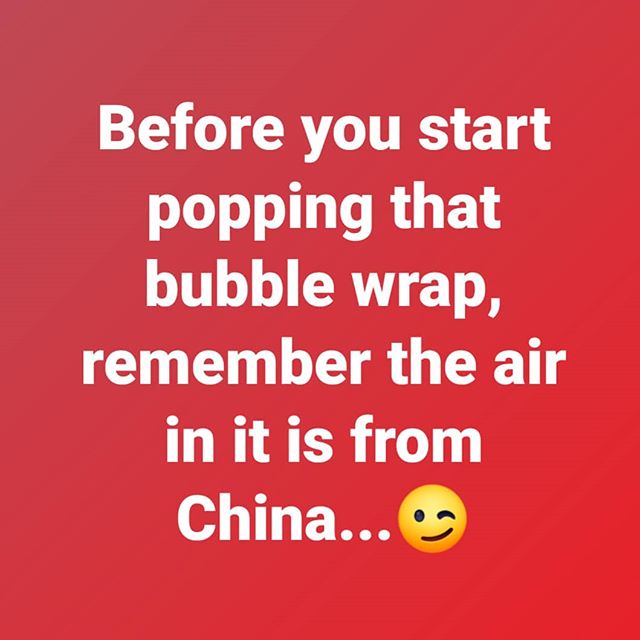 Before you start
popping that
bubble wrap,
remember the air
in it is from
China...😉